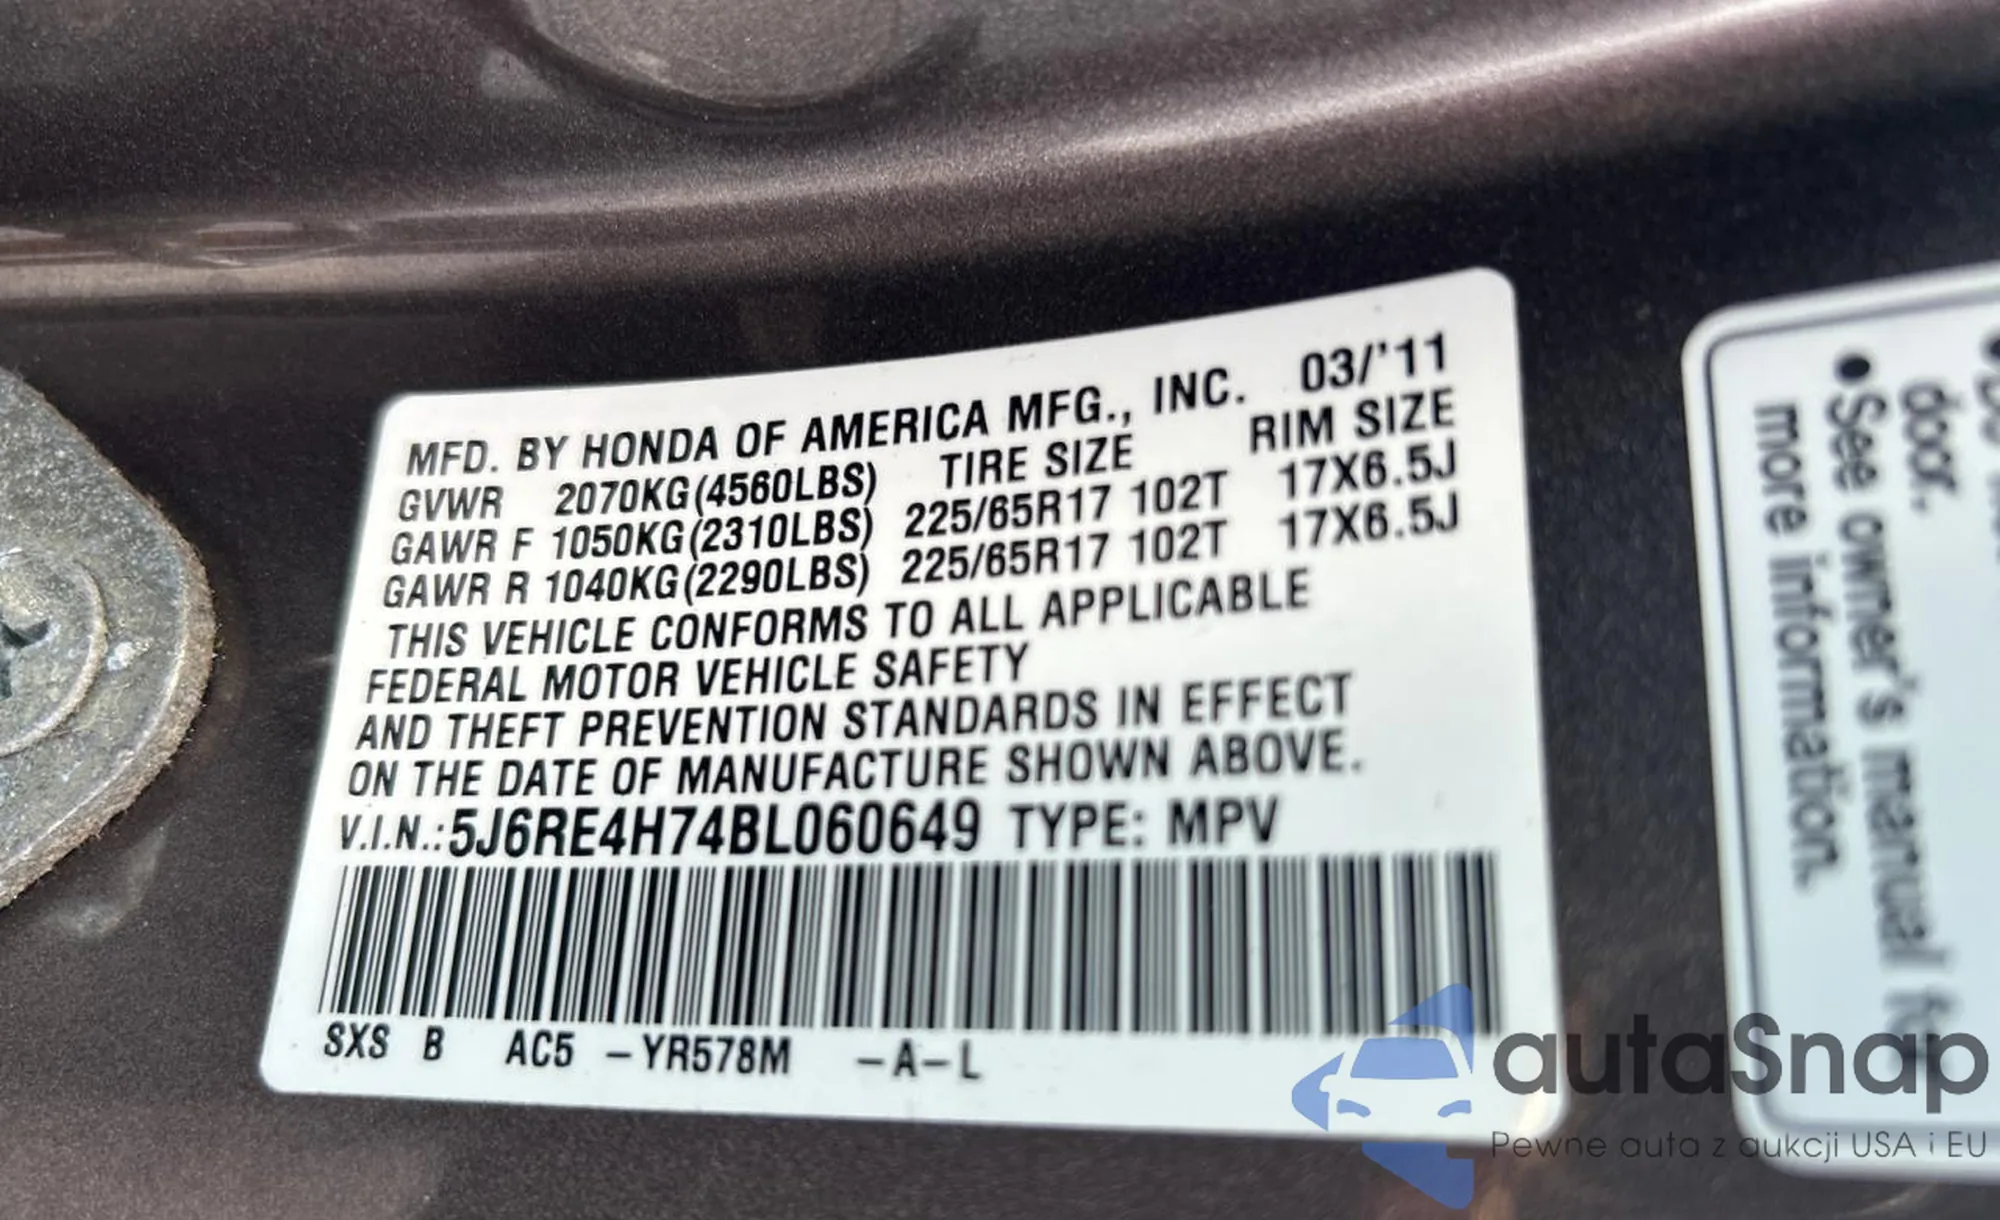 MFD. BY HONDA OF AMERICA MFG., INC. 03/'11
GVWR 2070KG(4560LBS) TIRE SIZE RIM SIZE
GAWR F 1050KG(2310LBS) 225/65R17 102T 17X6.5J
GAWR R 1040KG(2290LBS) 225/65R17 102T 17X6.5J
THIS VEHICLE CONFORMS TO ALL APPLICABLE
FEDERAL MOTOR VEHICLE SAFETY
AND THEFT PREVENTION STANDARDS IN EFFECT
ON THE DATE OF MANUFACTURE SHOWN ABOVE.
V.I.N.:5J6RE4H74BL060649 TYPE: MPV
SXS B AC5 -YR578M -A-L
door.
•See owner's manual for
more information.
autaSnap
Pewne auta z aukcji USA i EU